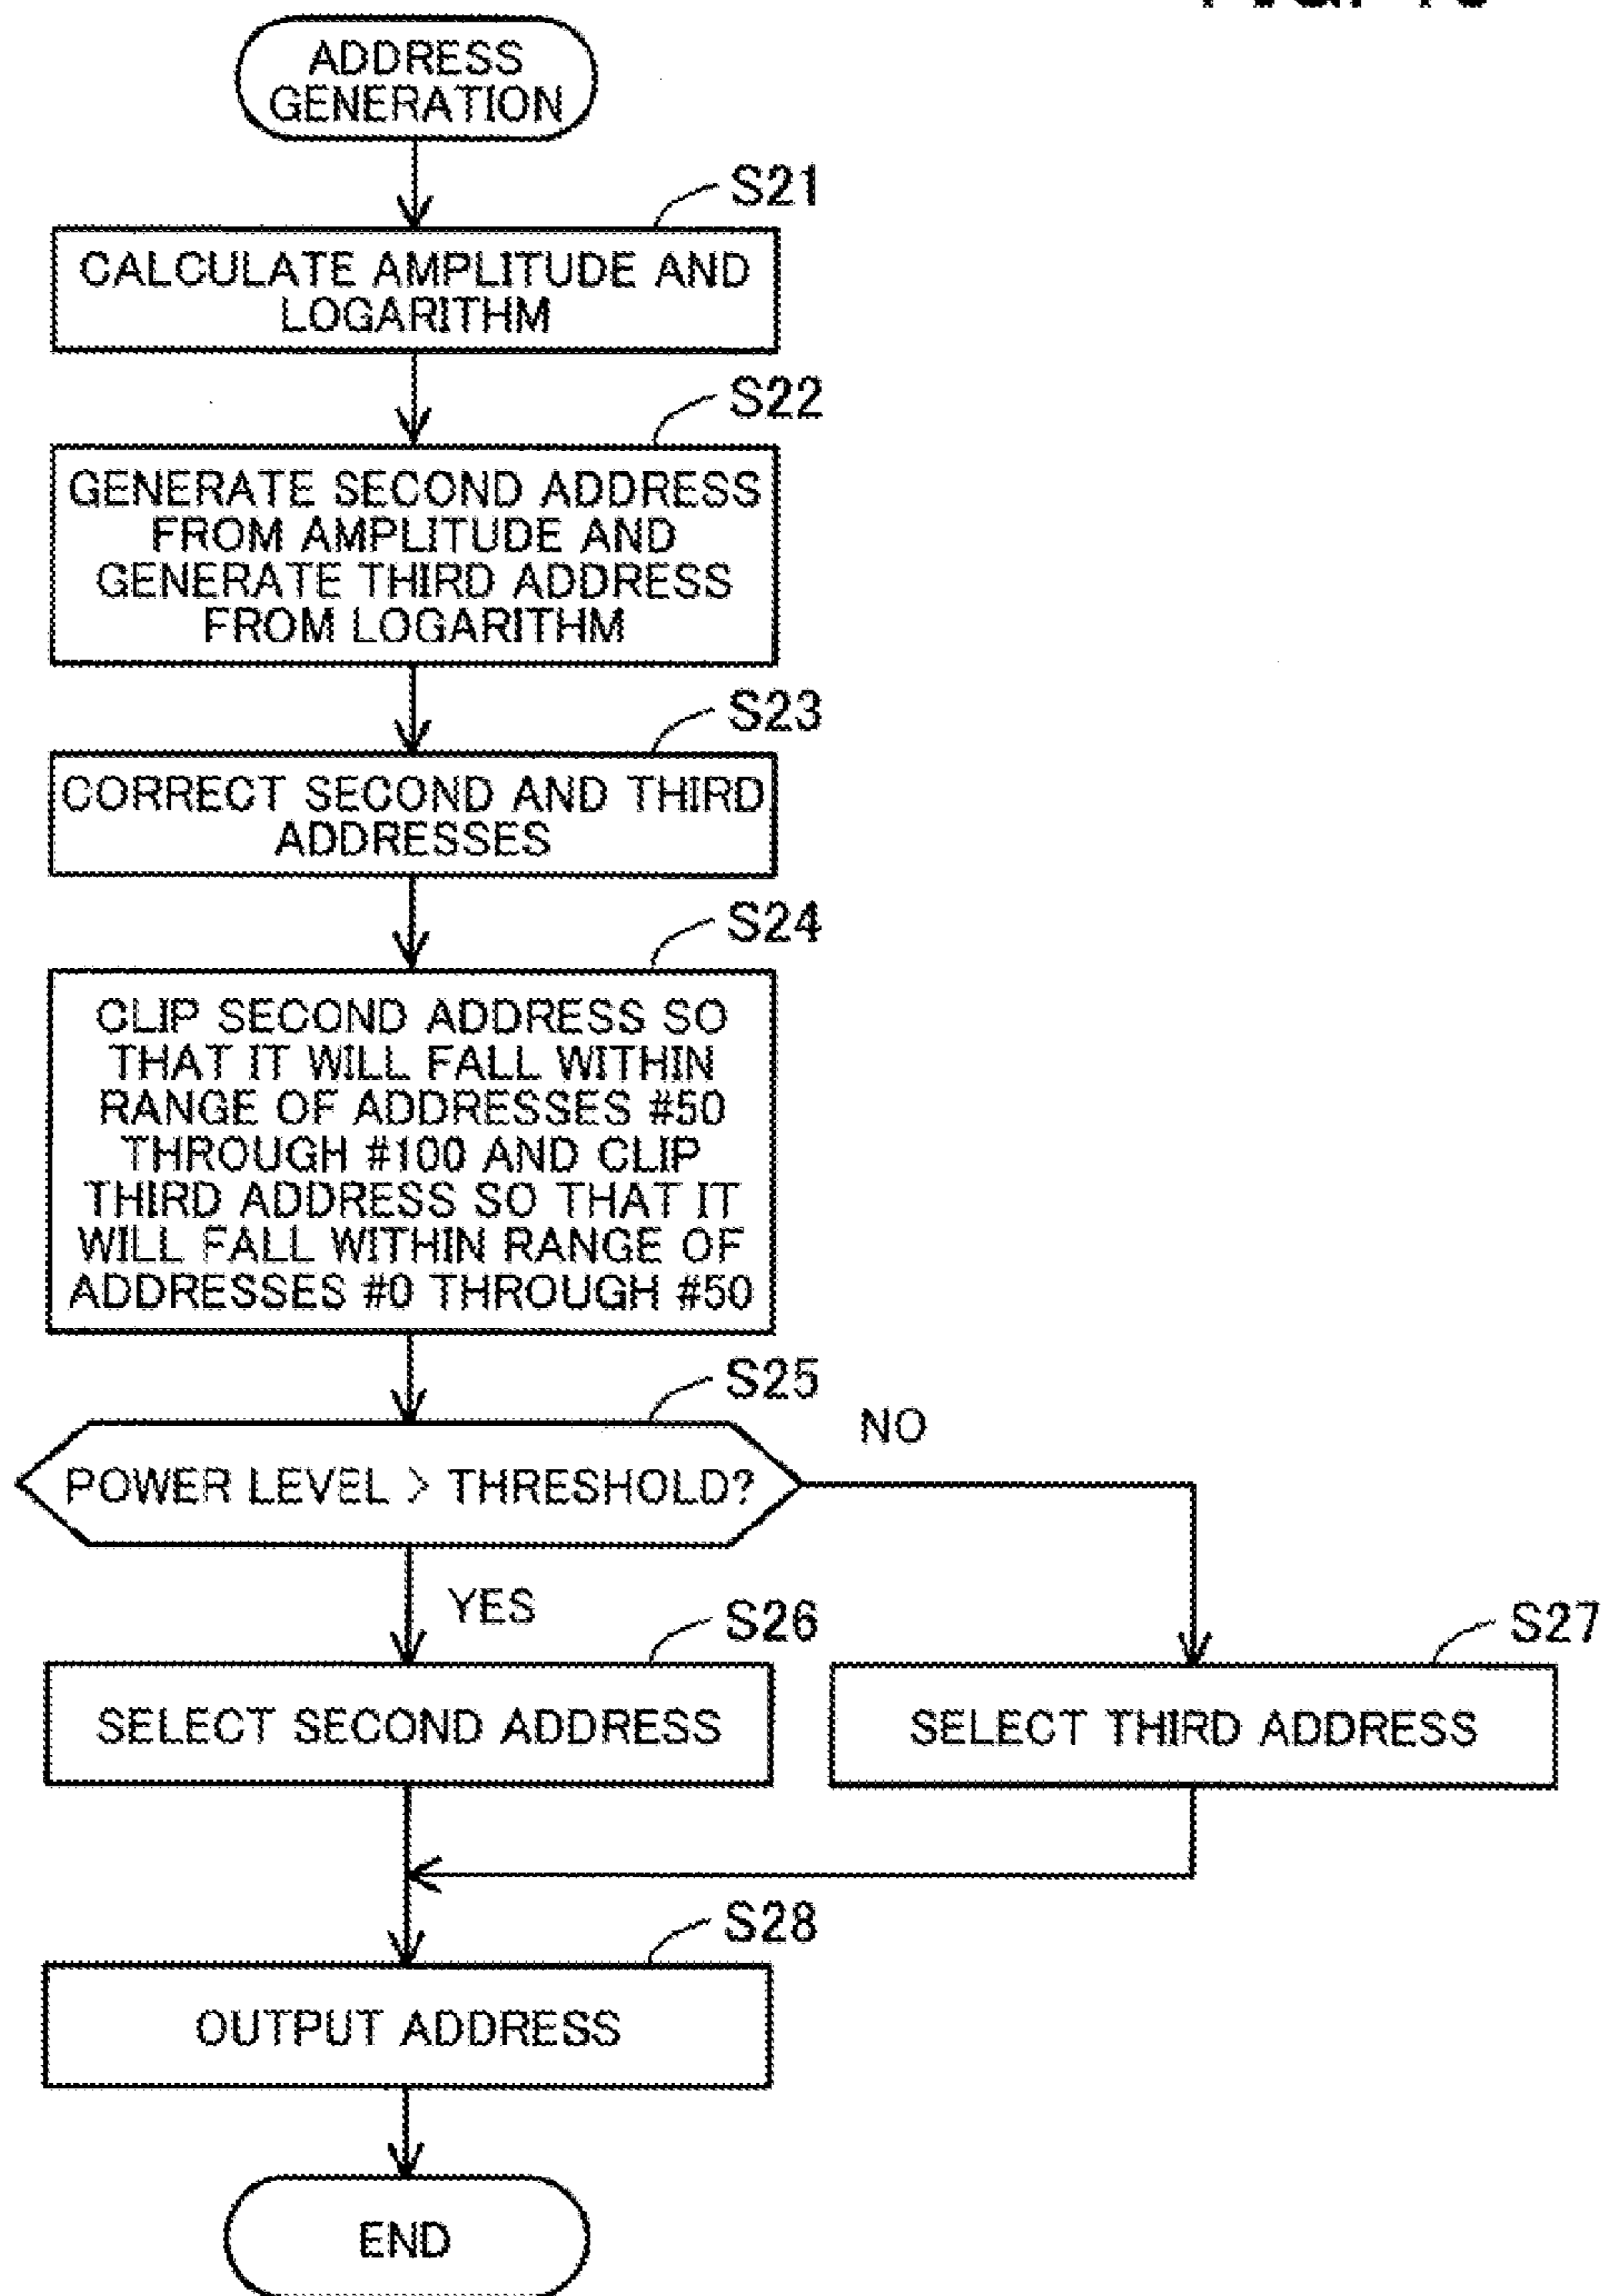 ADDRESS
GENERATION
S21
CALCULATE AMPLITUDE AND
LOGARITHM
S22
GENERATE SECOND ADDRESS
FROM AMPLITUDE AND
GENERATE THIRD ADDRESS
FROM LOGARITHM
S23
CORRECT SECOND AND THIRD
ADDRESSES
S24
CLIP SECOND ADDRESS SO
THAT IT WILL FALL WITHIN
RANGE OF ADDRESSES #50
THROUGH #100 AND CLIP
THIRD ADDRESS SO THAT IT
WILL FALL WITHIN RANGE OF
ADDRESSES #0 THROUGH #50
S25
POWER LEVEL > THRESHOLD?
NO
YES
S26
SELECT SECOND ADDRESS
S27
SELECT THIRD ADDRESS
S28
OUTPUT ADDRESS
END